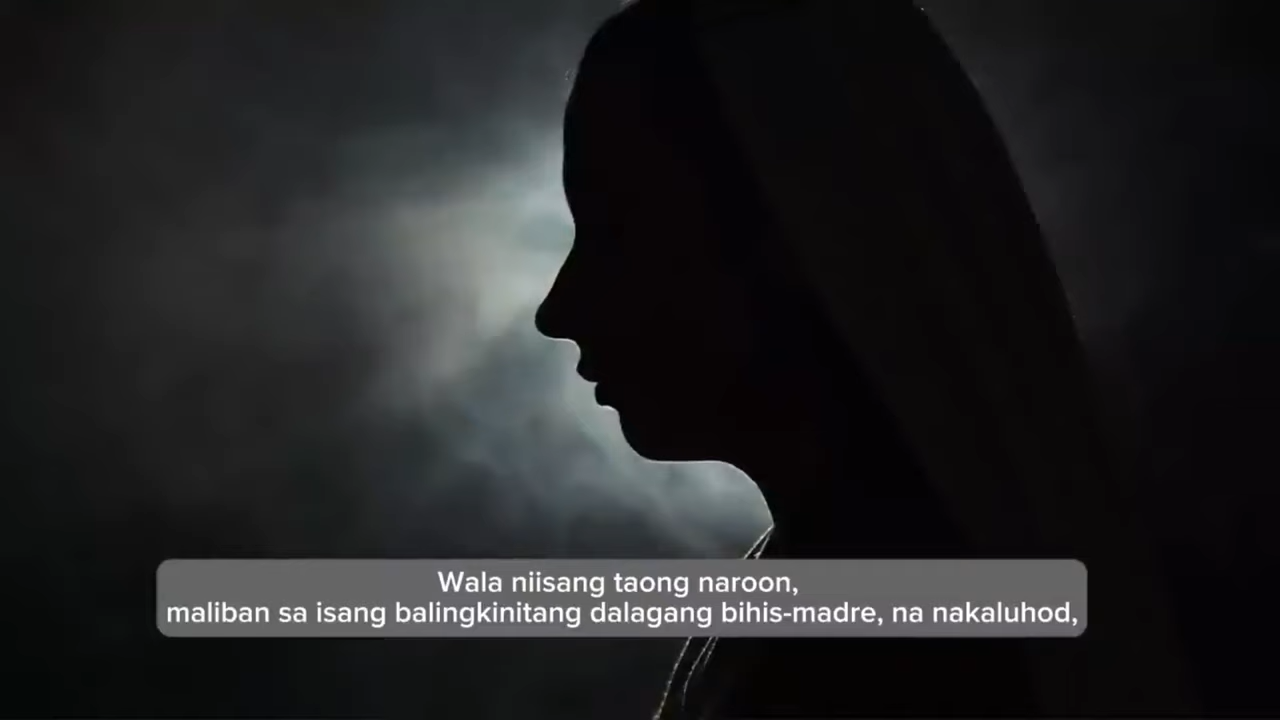 Wala niisang taong naroon,
maliban sa isang balingkinitang dalagang bihis-madre, na nakaluhod,